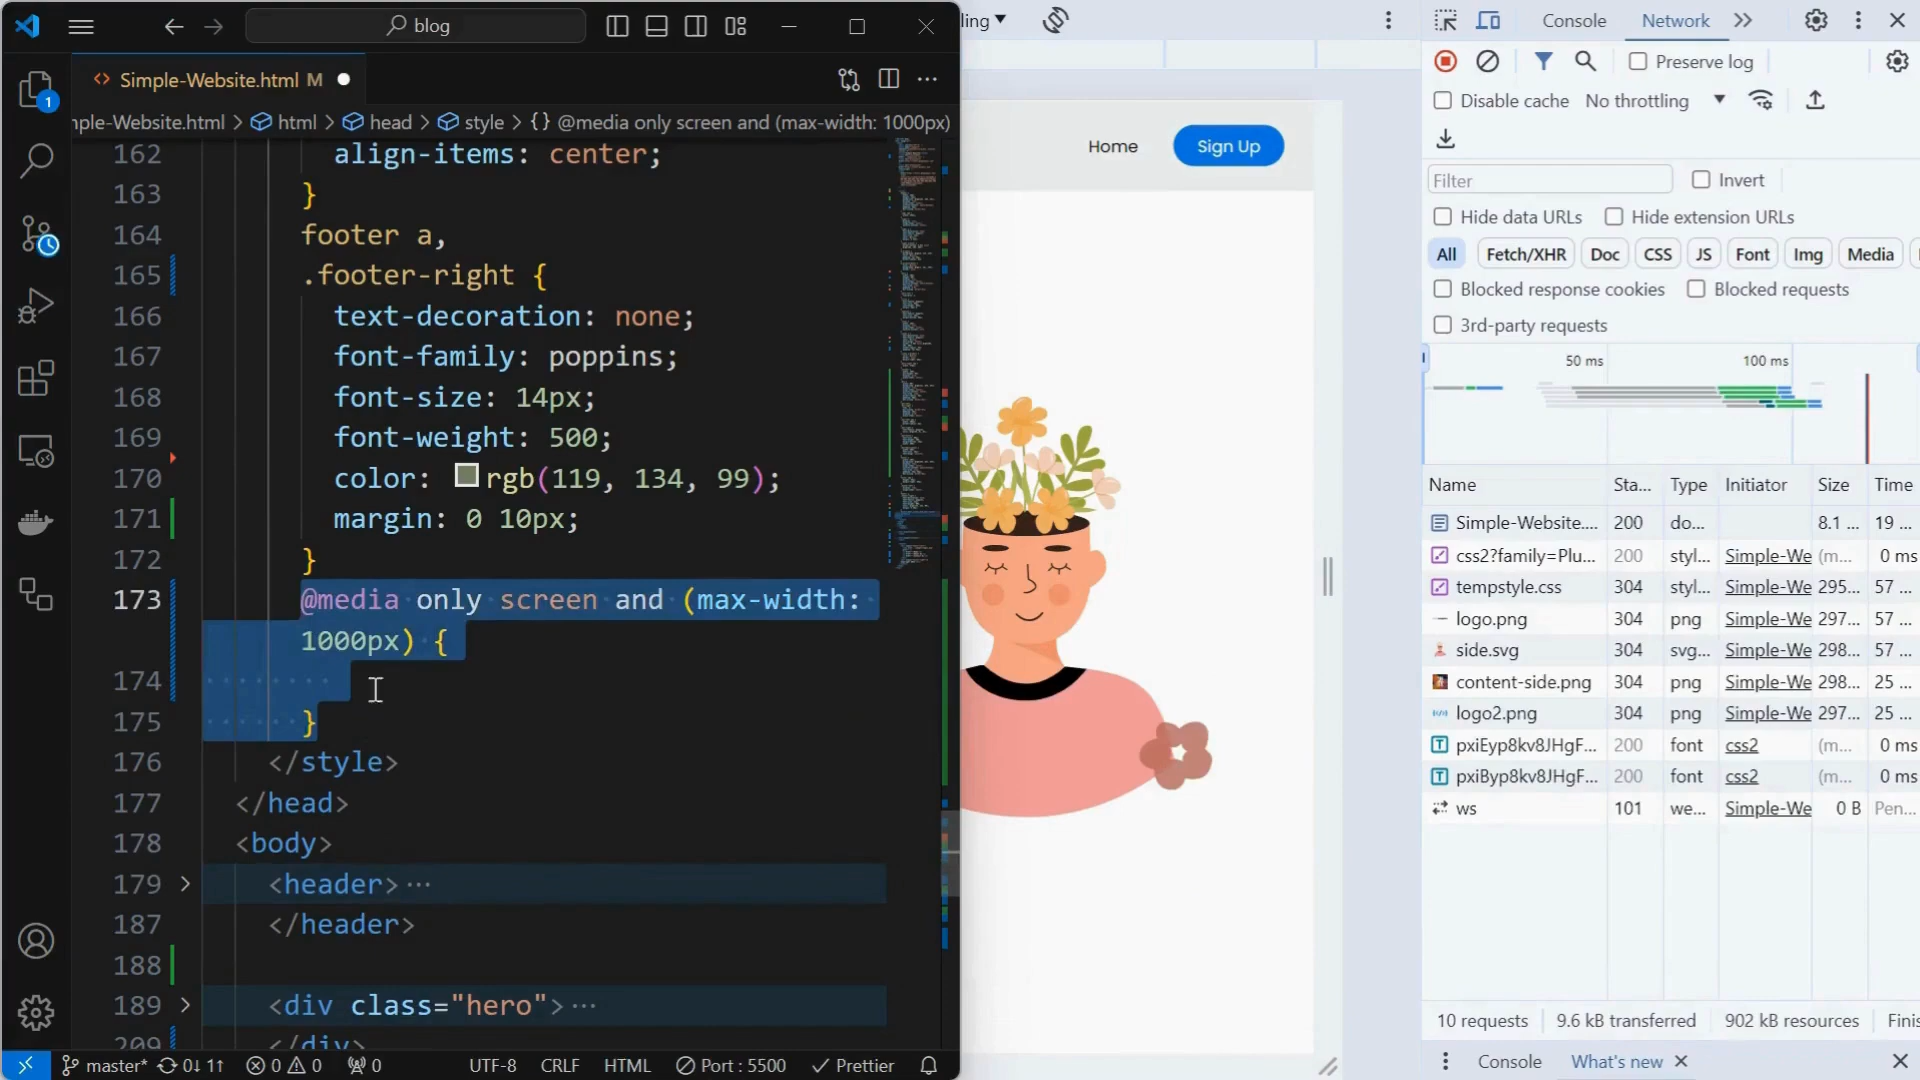 blog
Simple-Website.html M
mple-Website.html > html > head > style > {} @media only screen and (max-width: 1000px)
162 align-items: center;
163 }
164 footer a,
165 .footer-right {
166 text-decoration: none;
167 font-family: poppins;
168 font-size: 14px;
169 font-weight: 500;
170 color: rgb(119, 134, 99);
171 margin: 0 10px;
172 }
173 @media only screen and (max-width:
1000px) {
174
175 }
176 </style>
177 </head>
178 <body>
179 <header>…
187 </header>
188
189 <div class="hero">…
209 </div>
master* 0↓ 1↑ 0 0 0 UTF-8 CRLF HTML Port : 5500 Prettier
1
ling
Home Sign Up
Console Network
Preserve log
Disable cache No throttling
Filter Invert
Hide data URLs Hide extension URLs
All Fetch/XHR Doc CSS JS Font Img Media
Blocked response cookies Blocked requests
3rd-party requests
50 ms 100 ms
Name Sta... Type Initiator Size Time
Simple-Website.... 200 do... 8.1 ... 19 ...
css2?family=Plu... 200 styl... Simple-We (m... 0 ms
tempstyle.css 304 styl... Simple-We 295... 57 ...
logo.png 304 png Simple-We 297... 57 ...
side.svg 304 svg... Simple-We 298... 57 ...
content-side.png 304 png Simple-We 298... 25 ...
logo2.png 304 png Simple-We 297... 25 ...
pxiEyp8kv8JHgF... 200 font css2 (m... 0 ms
pxiByp8kv8JHgF... 200 font css2 (m... 0 ms
ws 101 we... Simple-We 0 B Pen...
10 requests 9.6 kB transferred 902 kB resources Finis
Console What's new